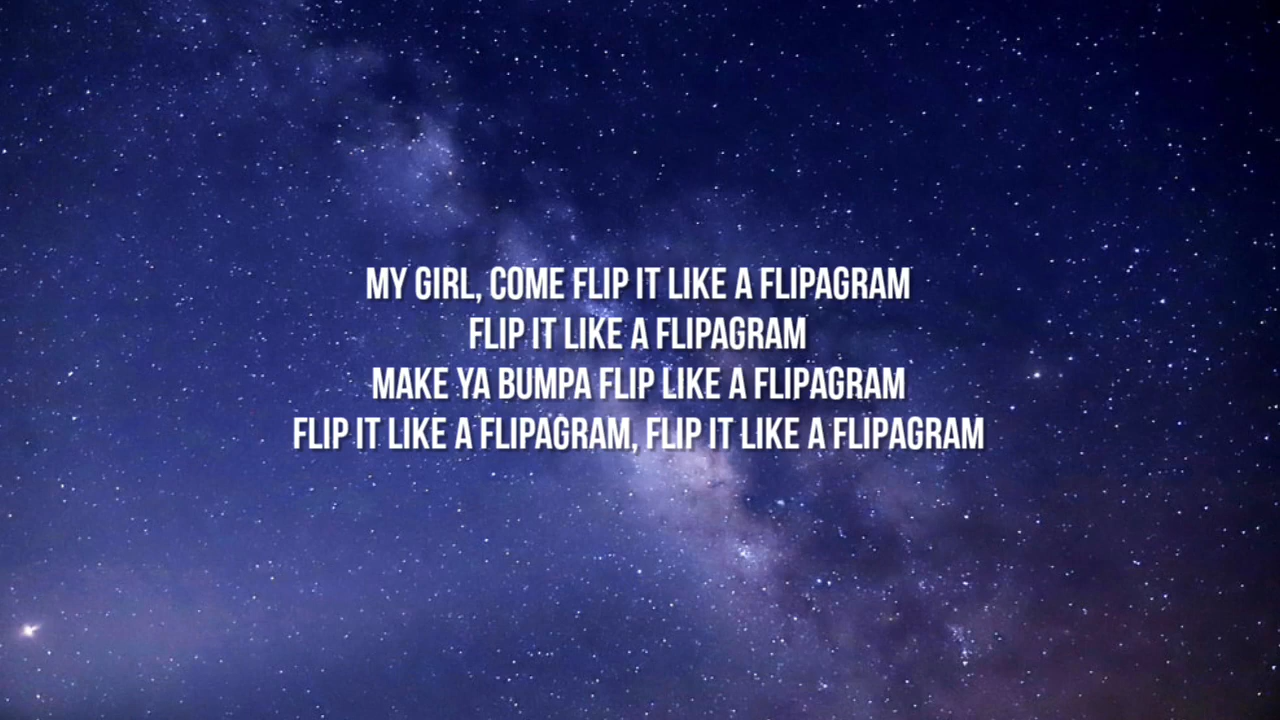 MY GIRL, COME FLIP IT LIKE A FLIPAGRAM
FLIP IT LIKE A FLIPAGRAM
MAKE YA BUMPA FLIP LIKE A FLIPAGRAM
FLIP IT LIKE A FLIPAGRAM, FLIP IT LIKE A FLIPAGRAM